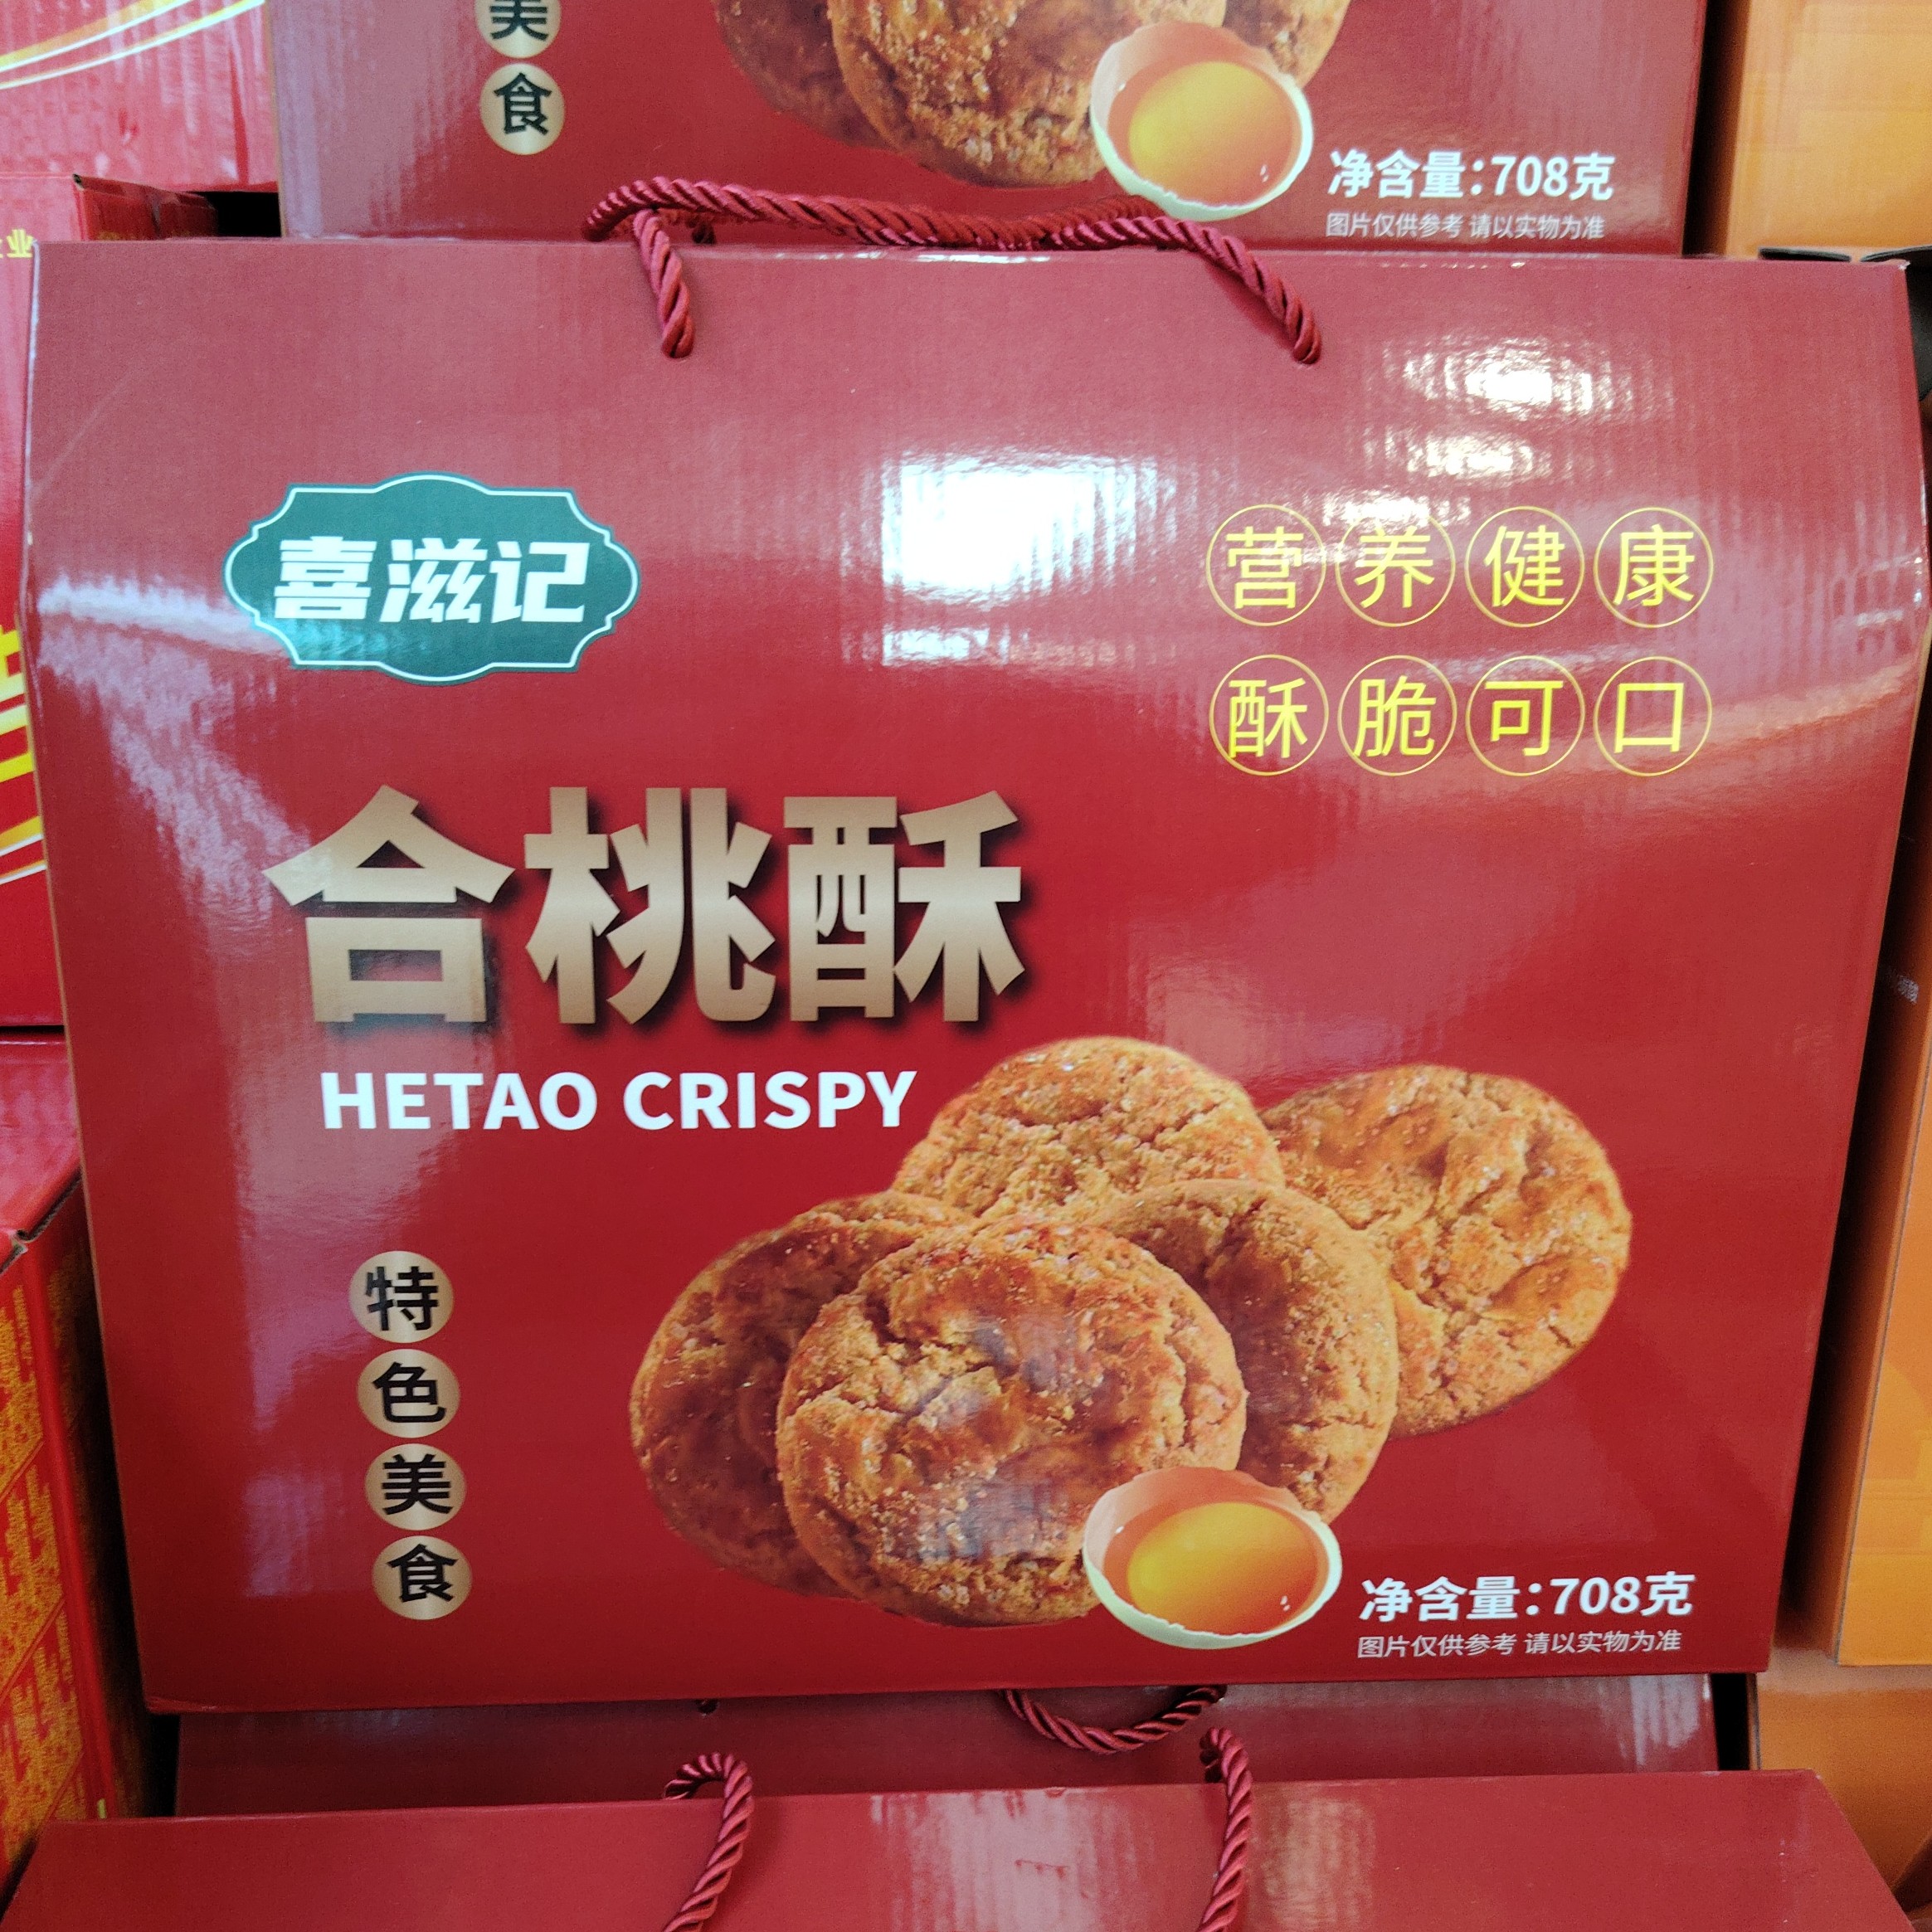 美食
净含量：708克
图片仅供参考 请以实物为准
喜滋记
营养健康
酥脆可口
合桃酥
HETAO CRISPY
特色美食
净含量：708克
图片仅供参考 请以实物为准